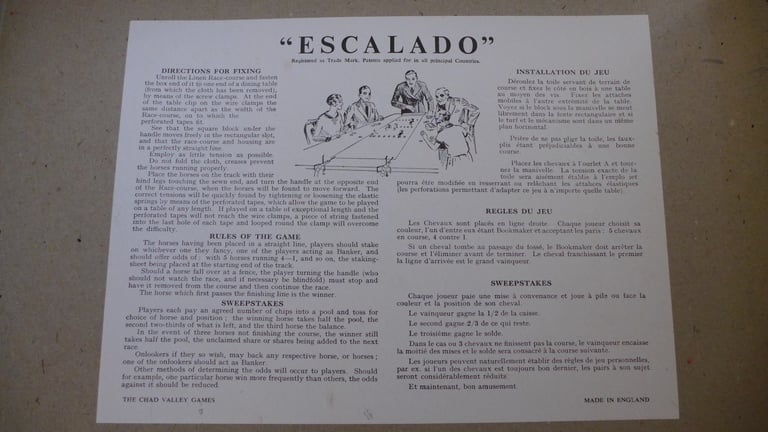 “ESCALADO”
Registered as Trade Mark. Patents applied for in all principal Countries.
DIRECTIONS FOR FIXING
Unroll the Linen Race-course and fasten
the box end of it to one end of a dining table
(from which the cloth has been removed),
by means of the screw clamps. At the end
of the table clip on the wire clamps the
same distance apart as the width of the
Race-course, on to which the
perforated tapes fit.
See that the square block under the
handle moves freely in the rectangular slot,
and that the race-course and housing are
in a perfectly straight line.
Employ as little tension as possible.
Do not fold the cloth, creases prevent
the horses running properly.
Place the horses on the track with their
hind legs touching the sewn end, and turn the handle at the opposite end
of the Race-course, when the horses will be found to move forward. The
correct tensions will be quickly found by tightening or loosening the elastic
springs by means of the perforated tapes, which allow the game to be played
on a table of any length. If played on a table of exceptional length and the
perforated tapes will not reach the wire clamps, a piece of string fastened
into the last hole of each tape and looped round the clamp will overcome
the difficulty.
RULES OF THE GAME
The horses having been placed in a straight line, players should stake
on whichever one they fancy, one of the players acting as Banker, and
should offer odds of: with 5 horses running 4—1, and so on, the staking-
sheet being placed at the starting end of the track.
Should a horse fall over at a fence, the player turning the handle (who
should not watch the race, and if necessary be blindfold) must stop and
have it removed from the course and then continue the race.
The horse which first passes the finishing line is the winner.
SWEEPSTAKES
Players each pay an agreed number of chips into a pool and toss for
choice of horse and position; the winning horse takes half the pool, the
second two-thirds of what is left, and the third horse the balance.
In the event of three horses not finishing the course, the winner still
takes half the pool, the unclaimed share or shares being added to the next
race.
Onlookers if they so wish, may back any respective horse, or horses;
one of the onlookers should act as Banker.
Other methods of determining the odds will occur to players. Should
for example, one particular horse win more frequently than others, the odds
against it should be reduced.
THE CHAD VALLEY GAMES
INSTALLATION DU JEU
Déroulez la toile servant de terrain de
course et fixez le côté en bois à une table
au moyen des vis. Fixez les attaches
mobiles à l'autre extrémité de la table.
Voyez si le block sous la manivelle se meut
librement dans la fente rectangulaire et si
le turf et le mécanisme sont dans un même
plan horizontal.
Prière de ne pas plier la toile, les faux-
plis étant préjudiciables à une bonne
course.
Placez les chevaux à l'ourlet A et tour-
nez la manivelle. La tension exacte de la
toile sera aisément établie à l'emploi set
pourra être modifiée en resserrant ou relâchant les attaches élastiques
(les perforations permettant d'adapter ce jeu à n'importe quelle table).
REGLES DU JEU
Les Chevaux sont placés en ligne droite. Chaque joueur choisit sa
couleur, l'un d'entre eux étant Bookmaker et acceptant les paris: 5 chevaux
en course, 4 contre 1.
Si un cheval tombe au passage du fossé, le Bookmaker doit arrêter la
course et l'éliminer avant de terminer. Le cheval franchissant le premier
la ligne d'arrivée est le grand vainqueur.
SWEEPSTAKES
Chaque joueur paie une mise à convenance et joue à pile ou face la
couleur et la position de son cheval.
Le vainqueur gagne la 1/2 de la caisse.
Le second gagne 2/3 de ce qui reste.
Le troisième gagne le solde.
Dans le cas ou 3 chevaux ne finissent pas la course, le vainqueur encaisse
la moitié des mises et le solde sera consacré à la course suivante.
Les joueurs peuvent naturellement établir des règles de jeu personnelles,
par ex. si l'un des chevaux est toujours bon dernier, les paris à son sujet
seront considérablement réduits.
Et maintenant, bon amusement.
MADE IN ENGLAND